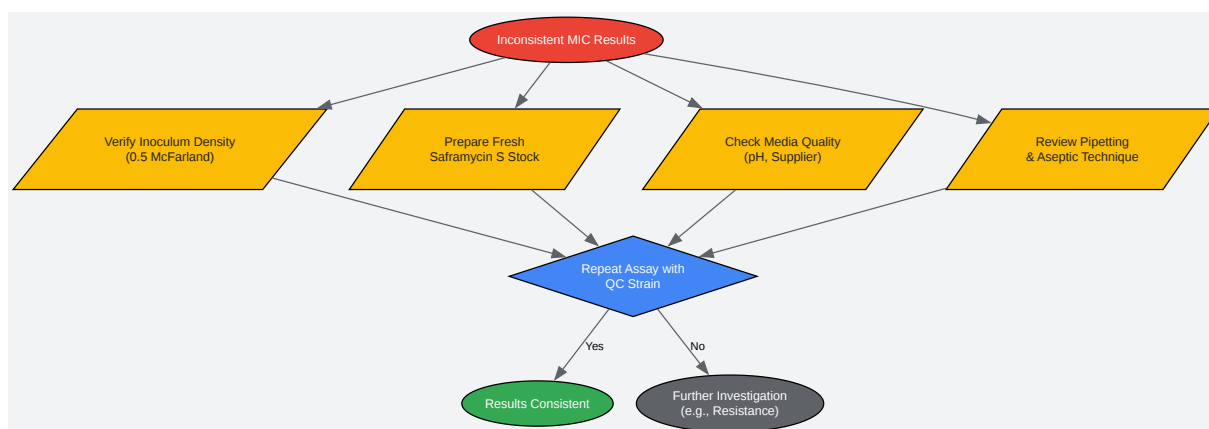 Inconsistent MIC Results
Verify Inoculum Density
(0.5 McFarland)
Prepare Fresh
Saframycin S Stock
Check Media Quality
(pH, Supplier)
Review Pipetting
& Aseptic Technique
Repeat Assay with
QC Strain
Yes
No
Results Consistent
Further Investigation
(e.g., Resistance)